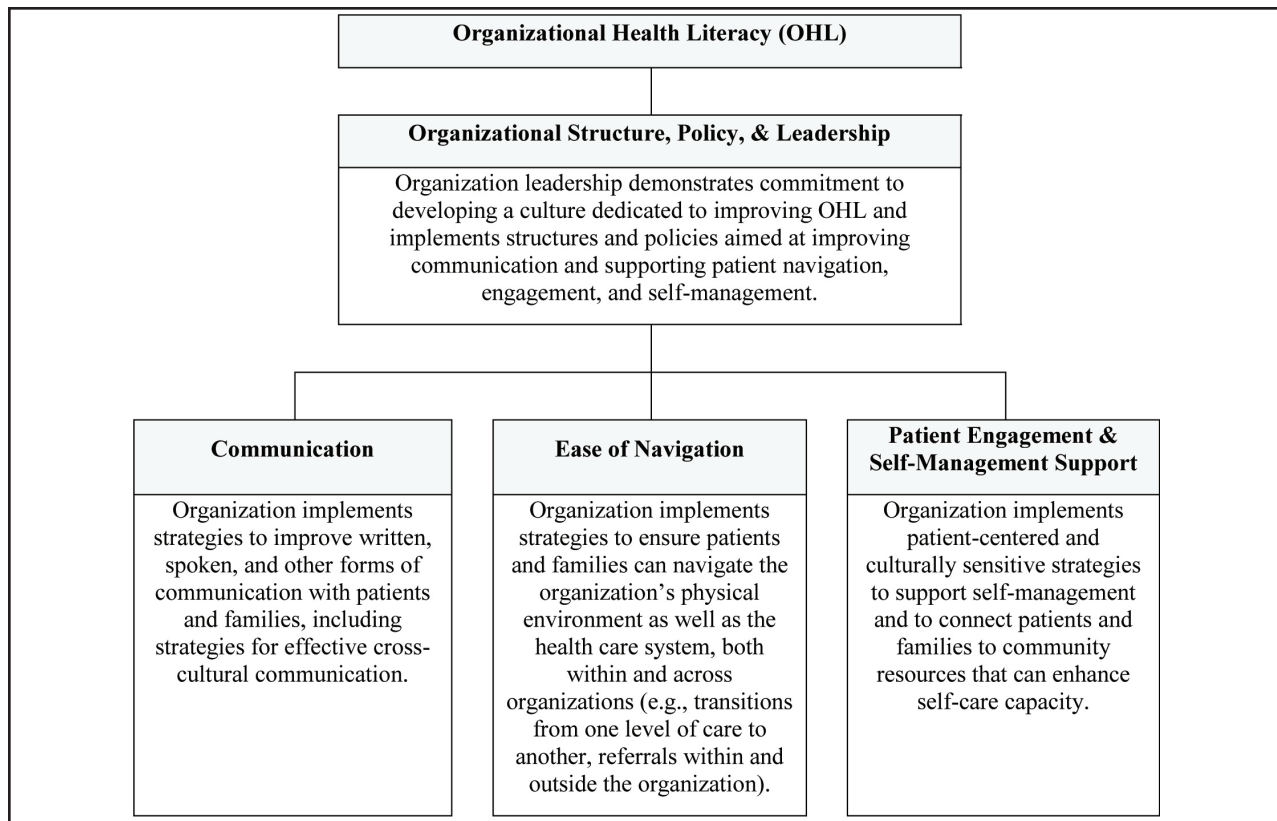 Organizational Health Literacy (OHL)
Organizational Structure, Policy, & Leadership
Organization leadership demonstrates commitment to
developing a culture dedicated to improving OHL and
implements structures and policies aimed at improving
communication and supporting patient navigation,
engagement, and self-management.
Communication
Organization implements
strategies to improve written,
spoken, and other forms of
communication with patients
and families, including
strategies for effective cross-
cultural communication.
Ease of Navigation
Organization implements
strategies to ensure patients
and families can navigate the
organization’s physical
environment as well as the
health care system, both
within and across
organizations (e.g., transitions
from one level of care to
another, referrals within and
outside the organization).
Patient Engagement &
Self-Management Support
Organization implements
patient-centered and
culturally sensitive strategies
to support self-management
and to connect patients and
families to community
resources that can enhance
self-care capacity.